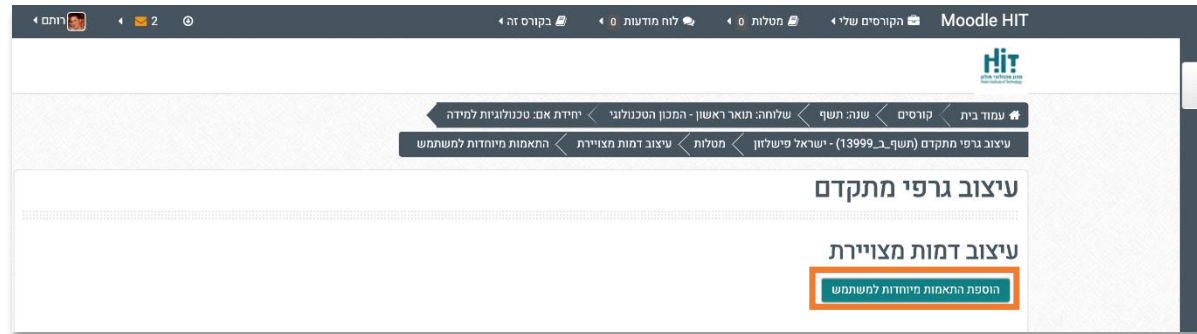 Moodle HIT הקורסים שלי מטלות 0 לוח מודעות 0 בקורס זה 2 רותם
HiT
עמוד בית קורסים שנה: תשף שלוחה: תואר ראשון - המכון הטכנולוגי יחידת אם: טכנולוגיות למידה
עיצוב גרפי מתקדם (תשף_ב_13999) - ישראל פישלזון מטלות עיצוב דמות מצויירת התאמות מיוחדות למשתמש
עיצוב גרפי מתקדם
עיצוב דמות מצויירת
הוספת התאמות מיוחדות למשתמש